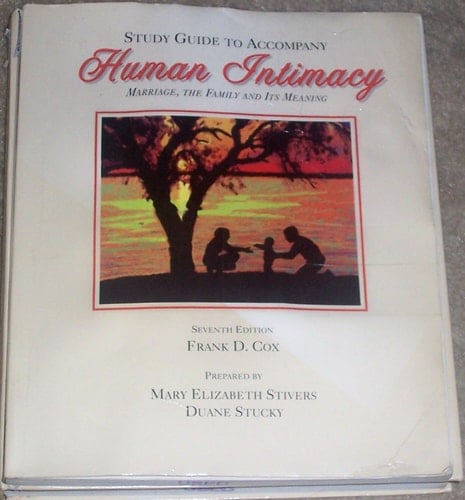 STUDY GUIDE TO ACCOMPANY
Human Intimacy
MARRIAGE, THE FAMILY AND ITS MEANING
SEVENTH EDITION
FRANK D. COX
PREPARED BY
MARY ELIZABETH STIVERS
DUANE STUCKY